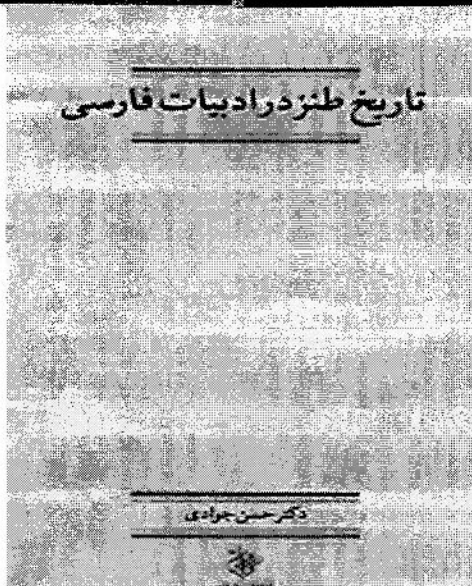 تاریخ طنز در ادبیات فارسی
دکتر حسن جوادی